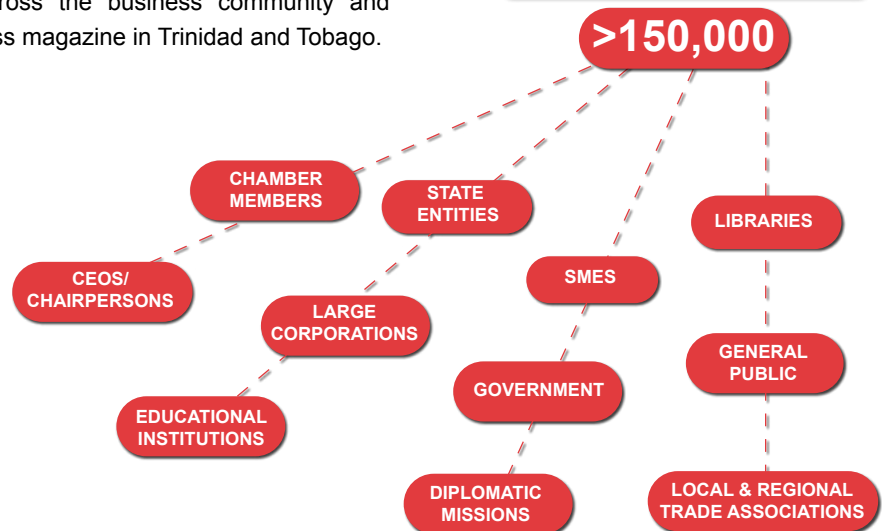 ross the business community and
ss magazine in Trinidad and Tobago.
>150,000
CHAMBER
MEMBERS
STATE
ENTITIES
LIBRARIES
CEOS/
CHAIRPERSONS
SMES
LARGE
CORPORATIONS
GENERAL
PUBLIC
GOVERNMENT
EDUCATIONAL
INSTITUTIONS
DIPLOMATIC
MISSIONS
LOCAL & REGIONAL
TRADE ASSOCIATIONS